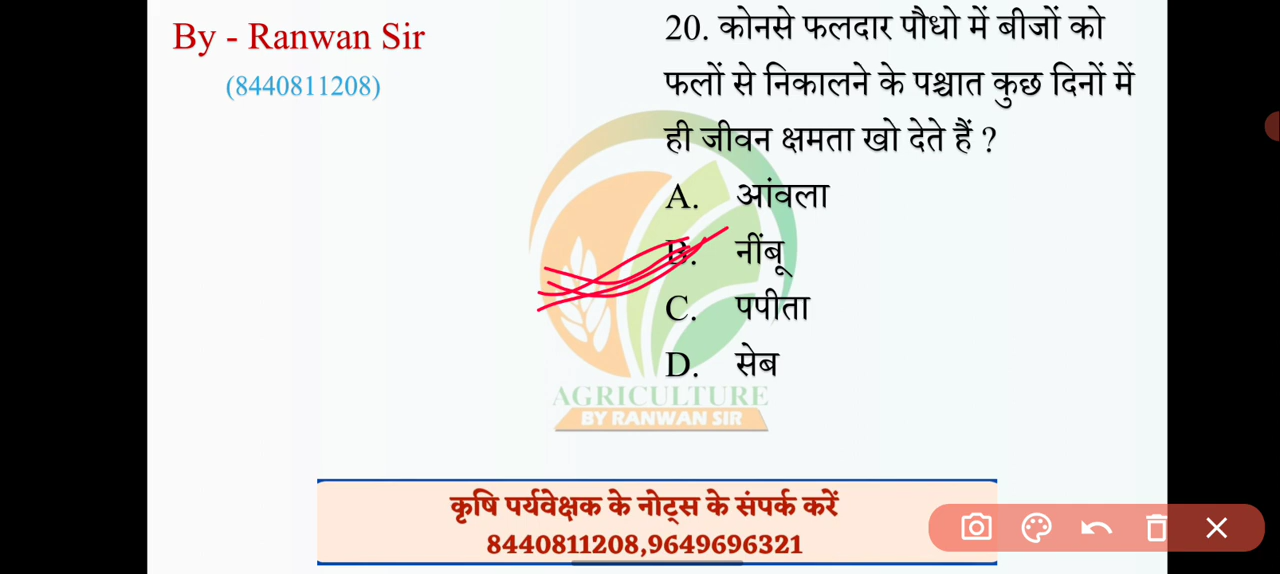 By - Ranwan Sir
(8440811208)
20. कोनसे फलदार पौधो में बीजों को
फलों से निकालने के पश्चात कुछ दिनों में
ही जीवन क्षमता खो देते हैं ?
A. आंवला
B. नींबू
C. पपीता
D. सेब
AGRICULTURE
BY RANWAN SIR
कृषि पर्यवेक्षक के नोट्स के संपर्क करें
8440811208,9649696321